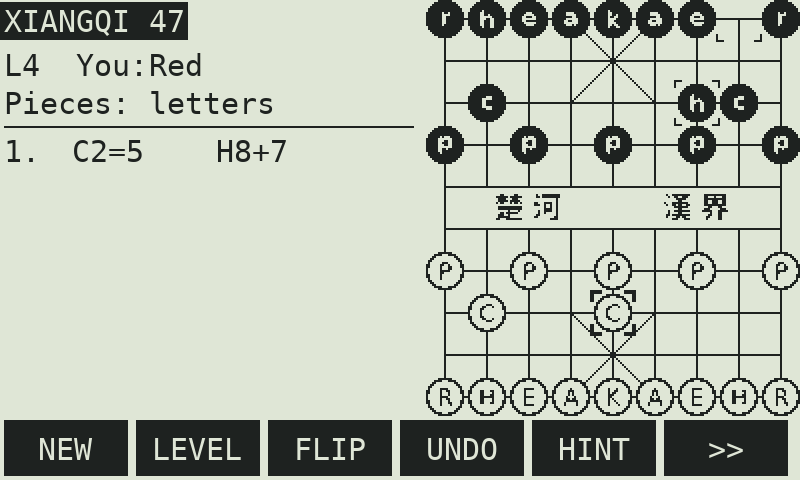 XIANGQI 47
L4 You:Red
Pieces: letters
1. C2=5 H8+7
r h e a k a e r
c h c
p p p p p
楚河 漢界
P P P P P
C C
R H E A K A E H R
NEW LEVEL FLIP UNDO HINT >>